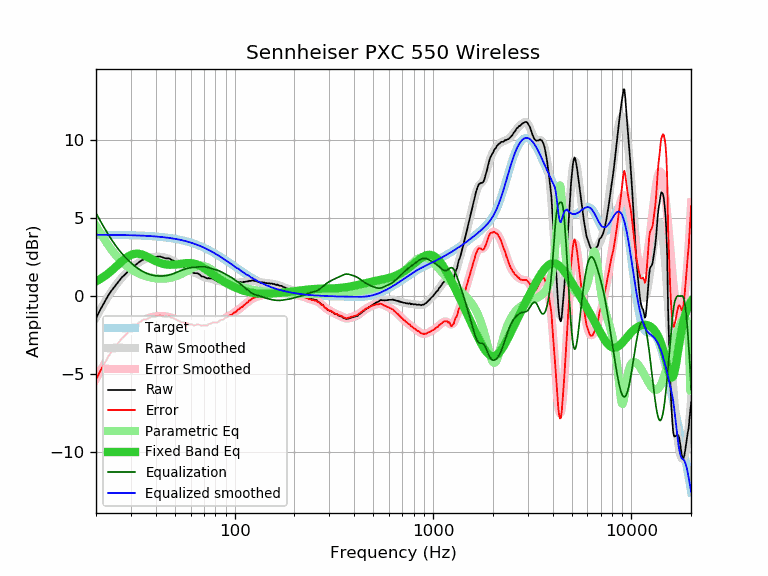 Sennheiser PXC 550 Wireless
10
5
0
−5
−10
Amplitude (dBr)
Target
Raw Smoothed
Error Smoothed
Raw
Error
Parametric Eq
Fixed Band Eq
Equalization
Equalized smoothed
100
1000
10000
Frequency (Hz)